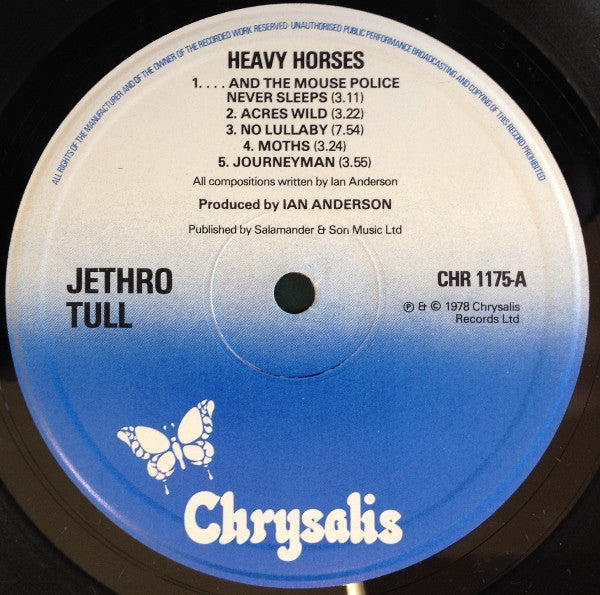 ALL RIGHTS OF THE MANUFACTURER AND OF THE OWNER OF THE RECORDED WORK RESERVED · UNAUTHORISED PUBLIC PERFORMANCE BROADCASTING AND COPYING OF THIS RECORD PROHIBITED
HEAVY HORSES
1. . . . AND THE MOUSE POLICE
NEVER SLEEPS (3.11)
2. ACRES WILD (3.22)
3. NO LULLABY (7.54)
4. MOTHS (3.24)
5. JOURNEYMAN (3.55)
All compositions written by Ian Anderson
Produced by IAN ANDERSON
Published by Salamander & Son Music Ltd
JETHRO
TULL
CHR 1175-A
℗ & © 1978 Chrysalis
Records Ltd
Chrysalis